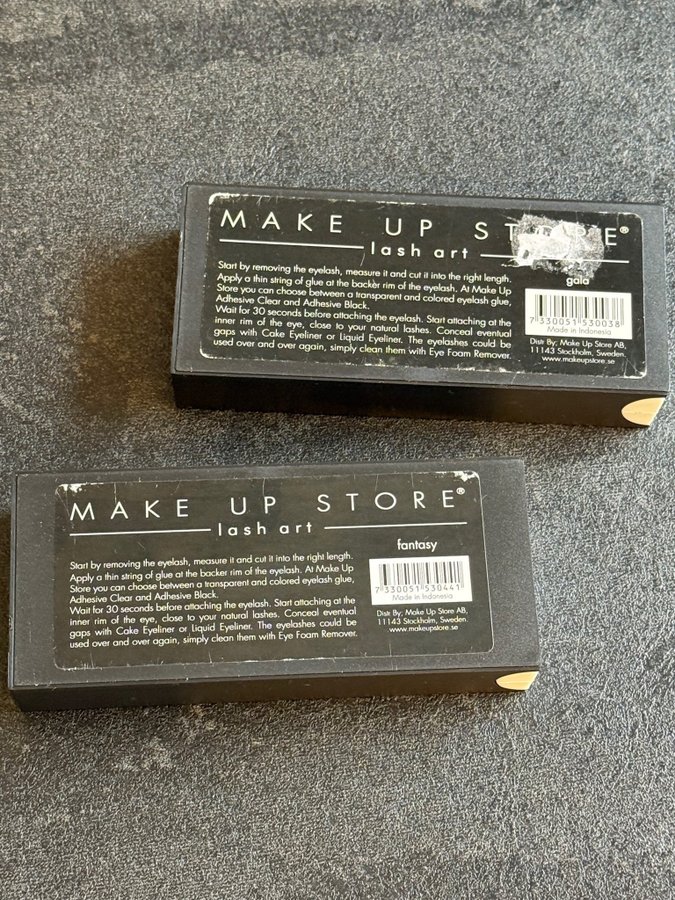 MAKE UP STORE®
lash art
Start by removing the eyelash, measure it and cut it into the right length.
Apply a thin string of glue at the backer rim of the eyelash. At Make Up
Store you can choose between a transparent and colored eyelash glue,
Adhesive Clear and Adhesive Black.
Wait for 30 seconds before attaching the eyelash. Start attaching at the
inner rim of the eye, close to your natural lashes. Conceal eventual
gaps with Cake Eyeliner or Liquid Eyeliner. The eyelashes could be
used over and over again, simply clean them with Eye Foam Remover.
gala
7 330051 530038
Made in Indonesia
Distr By; Make Up Store AB,
11143 Stockholm, Sweden.
www.makeupstore.se
MAKE UP STORE®
lash art
Start by removing the eyelash, measure it and cut it into the right length.
Apply a thin string of glue at the backer rim of the eyelash. At Make Up
Store you can choose between a transparent and colored eyelash glue,
Adhesive Clear and Adhesive Black.
Wait for 30 seconds before attaching the eyelash. Start attaching at the
inner rim of the eye, close to your natural lashes. Conceal eventual
gaps with Cake Eyeliner or Liquid Eyeliner. The eyelashes could be
used over and over again, simply clean them with Eye Foam Remover.
fantasy
7 330051 530441
Made in Indonesia
Distr By; Make Up Store AB,
11143 Stockholm, Sweden.
www.makeupstore.se